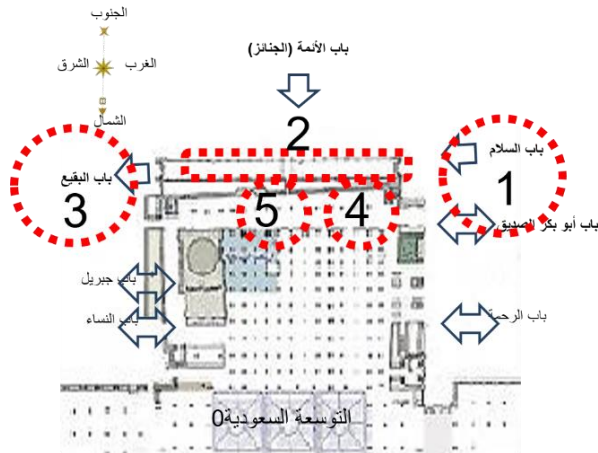 الجنوب
الغرب
الشرق
الشمال
باب الأئمة (الجنائز)
2
باب السلام
1
باب البقيع
3
5
4
باب أبو بكر الصديق
باب جبريل
باب النساء
باب الرحمة
التوسعة السعودية0